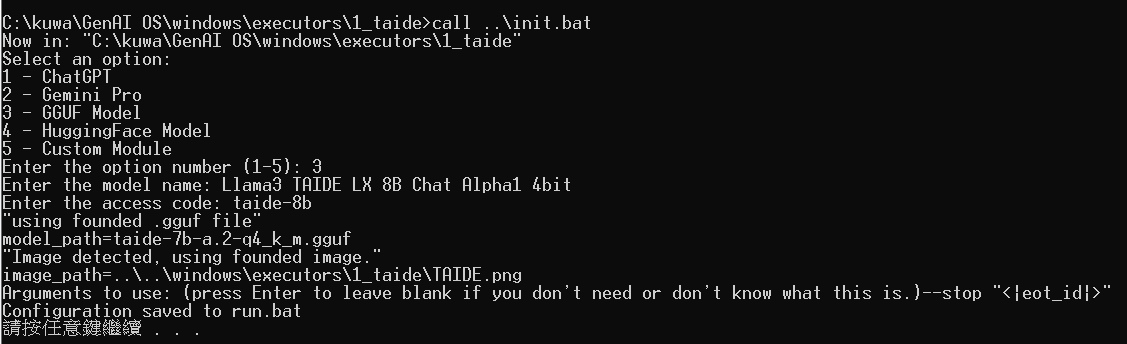 C:\kuwa\GenAI OS\windows\executors\1_taide>call ..\init.bat
Now in: "C:\kuwa\GenAI OS\windows\executors\1_taide"
Select an option:
1 - ChatGPT
2 - Gemini Pro
3 - GGUF Model
4 - HuggingFace Model
5 - Custom Module
Enter the option number (1-5): 3
Enter the model name: Llama3 TAIDE LX 8B Chat Alpha1 4bit
Enter the access code: taide-8b
"using founded .gguf file"
model_path=taide-7b-a.2-q4_k_m.gguf
"Image detected, using founded image."
image_path=..\..\windows\executors\1_taide\TAIDE.png
Arguments to use: (press Enter to leave blank if you don't need or don't know what this is.)--stop "<|eot_id|>"
Configuration saved to run.bat
請按任意鍵繼續 . . .